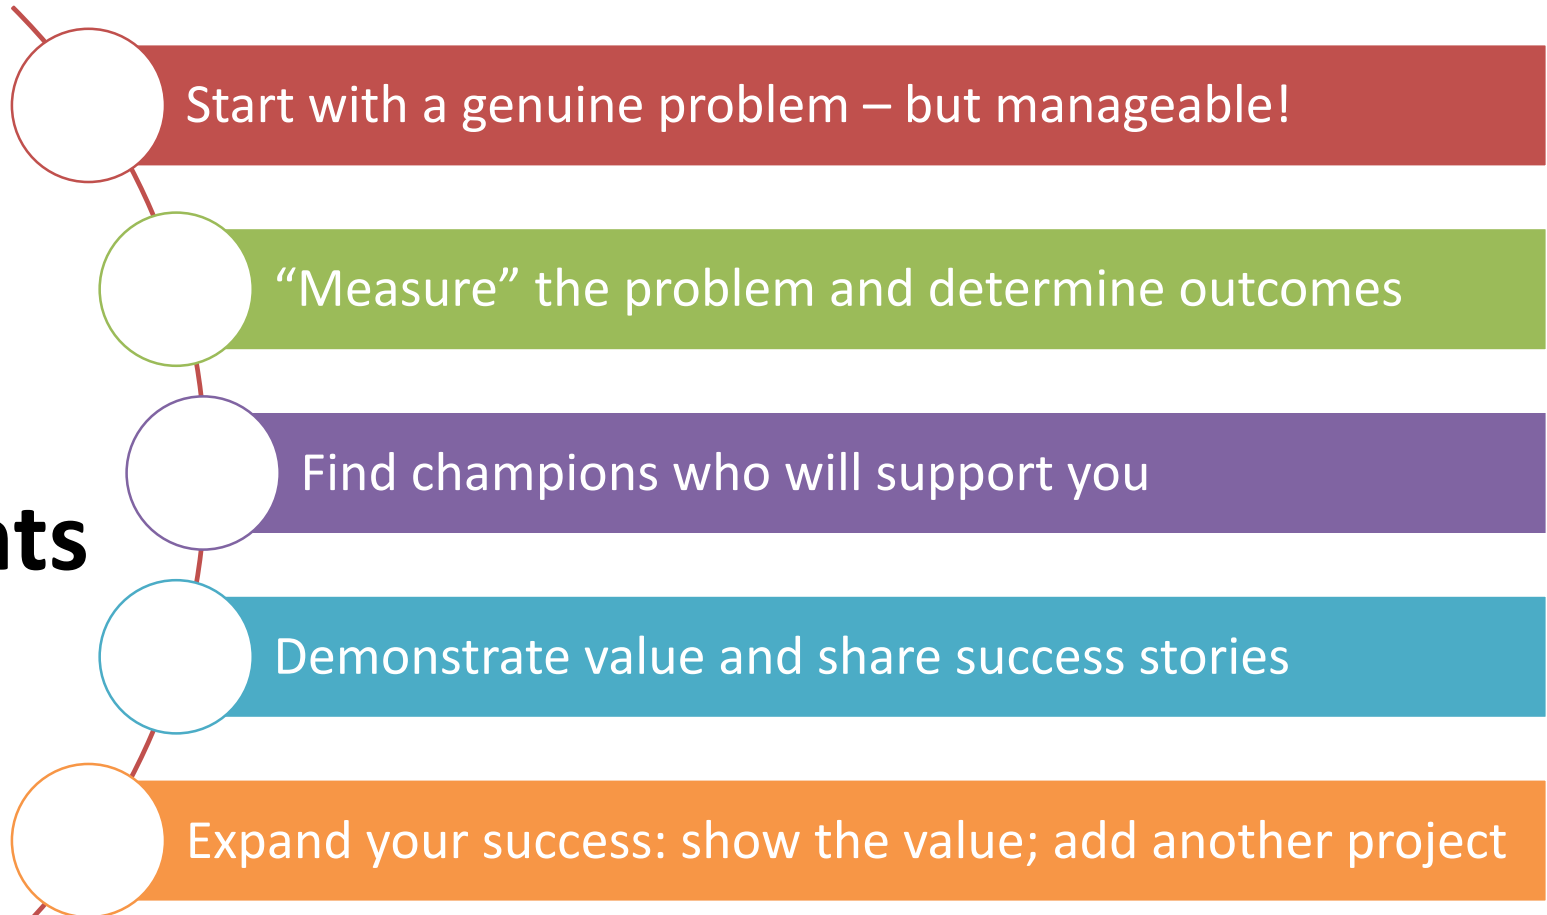 Start with a genuine problem – but manageable!
“Measure” the problem and determine outcomes
Find champions who will support you
Demonstrate value and share success stories
Expand your success: show the value; add another project